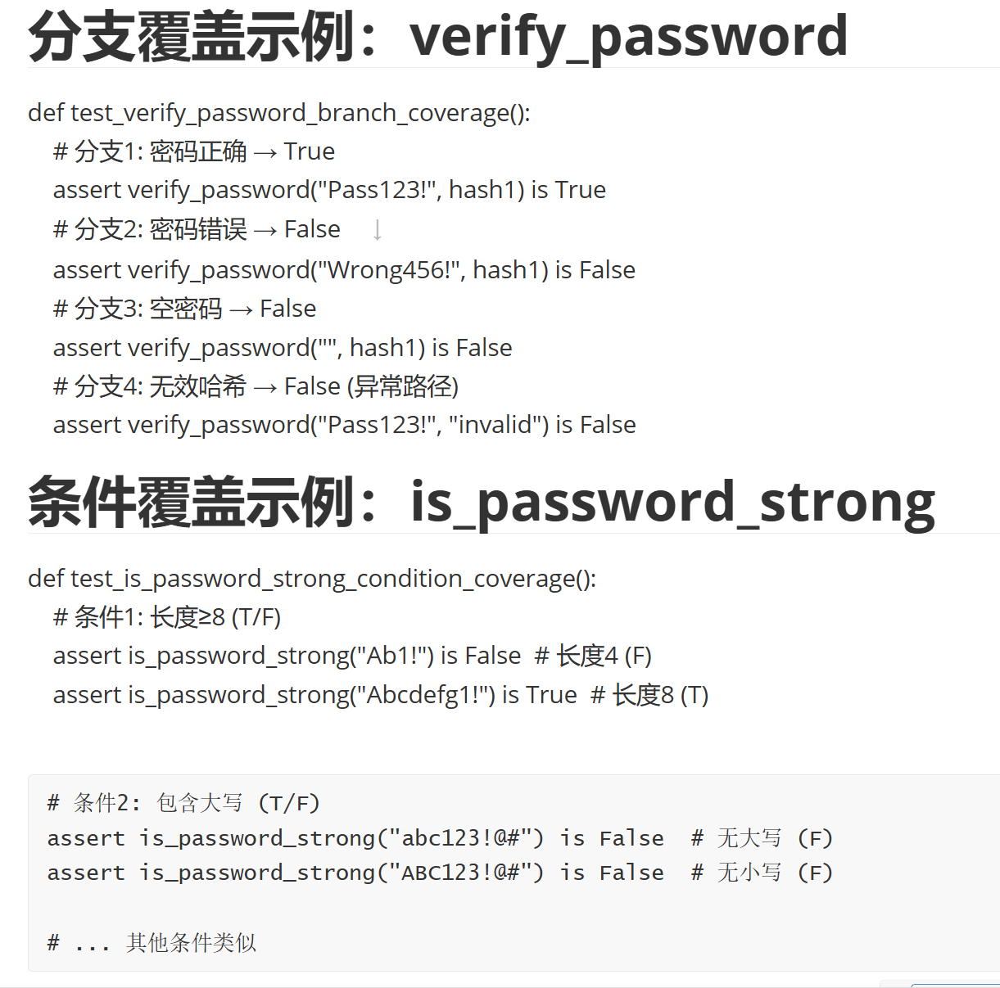 分支覆盖示例：verify_password
def test_verify_password_branch_coverage():
# 分支1: 密码正确 → True
assert verify_password("Pass123!", hash1) is True
# 分支2: 密码错误 → False ↓
assert verify_password("Wrong456!", hash1) is False
# 分支3: 空密码 → False
assert verify_password("", hash1) is False
# 分支4: 无效哈希 → False (异常路径)
assert verify_password("Pass123!", "invalid") is False
条件覆盖示例：is_password_strong
def test_is_password_strong_condition_coverage():
# 条件1: 长度≥8 (T/F)
assert is_password_strong("Ab1!") is False  # 长度4 (F)
assert is_password_strong("Abcdefg1!") is True  # 长度8 (T)
# 条件2: 包含大写 (T/F)
assert is_password_strong("abc123!@#") is False  # 无大写 (F)
assert is_password_strong("ABC123!@#") is False  # 无小写 (F)
# ... 其他条件类似